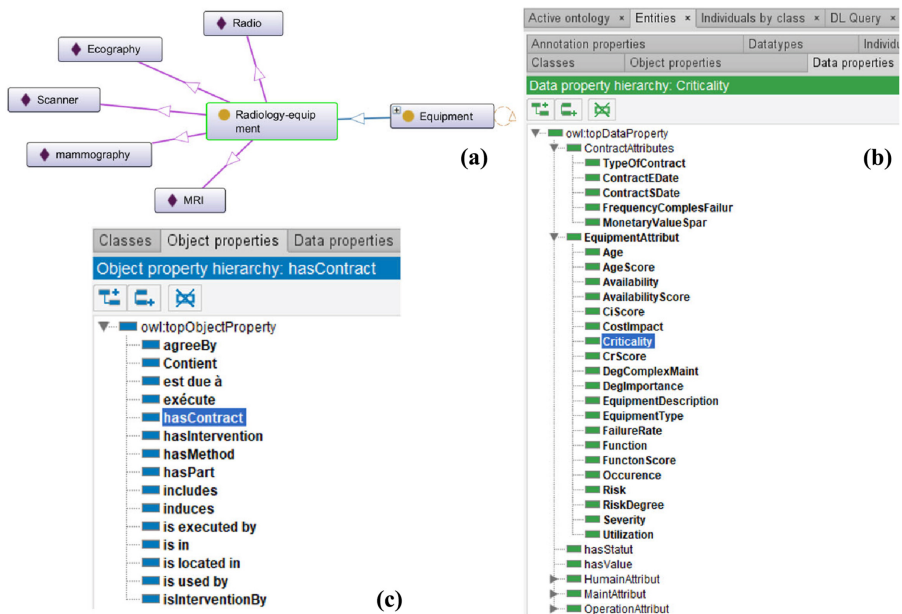 Radio
Ecography
Scanner
Radiology-equip
ment
Equipment
mammography
MRI
(a)
Active ontology × Entities × Individuals by class × DL Query ×
Annotation properties Datatypes Individu
Classes Object properties Data properties
Data property hierarchy: Criticality
owl:topDataProperty
ContractAttributes
TypeOfContract
ContractEDate
ContractSDate
FrequencyComplesFailur
MonetaryValueSpar
EquipmentAttribut
Age
AgeScore
Availability
AvailabilityScore
CiScore
CostImpact
Criticality
CrScore
DegComplexMaint
DegImportance
EquipmentDescription
EquipmentType
FailureRate
Function
FunctonScore
Occurence
Risk
RiskDegree
Severity
Utilization
hasStatut
hasValue
HumainAttribut
MaintAttribut
OperationAttribut
(b)
Classes Object properties Data properties
Object property hierarchy: hasContract
owl:topObjectProperty
agreeBy
Contient
est due à
exécute
hasContract
hasIntervention
hasMethod
hasPart
includes
induces
is executed by
is in
is located in
is used by
isInterventionBy
(c)